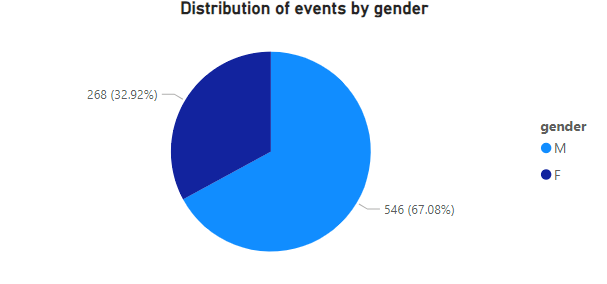 Distribution of events by gender
268 (32.92%)
546 (67.08%)
gender
M
F